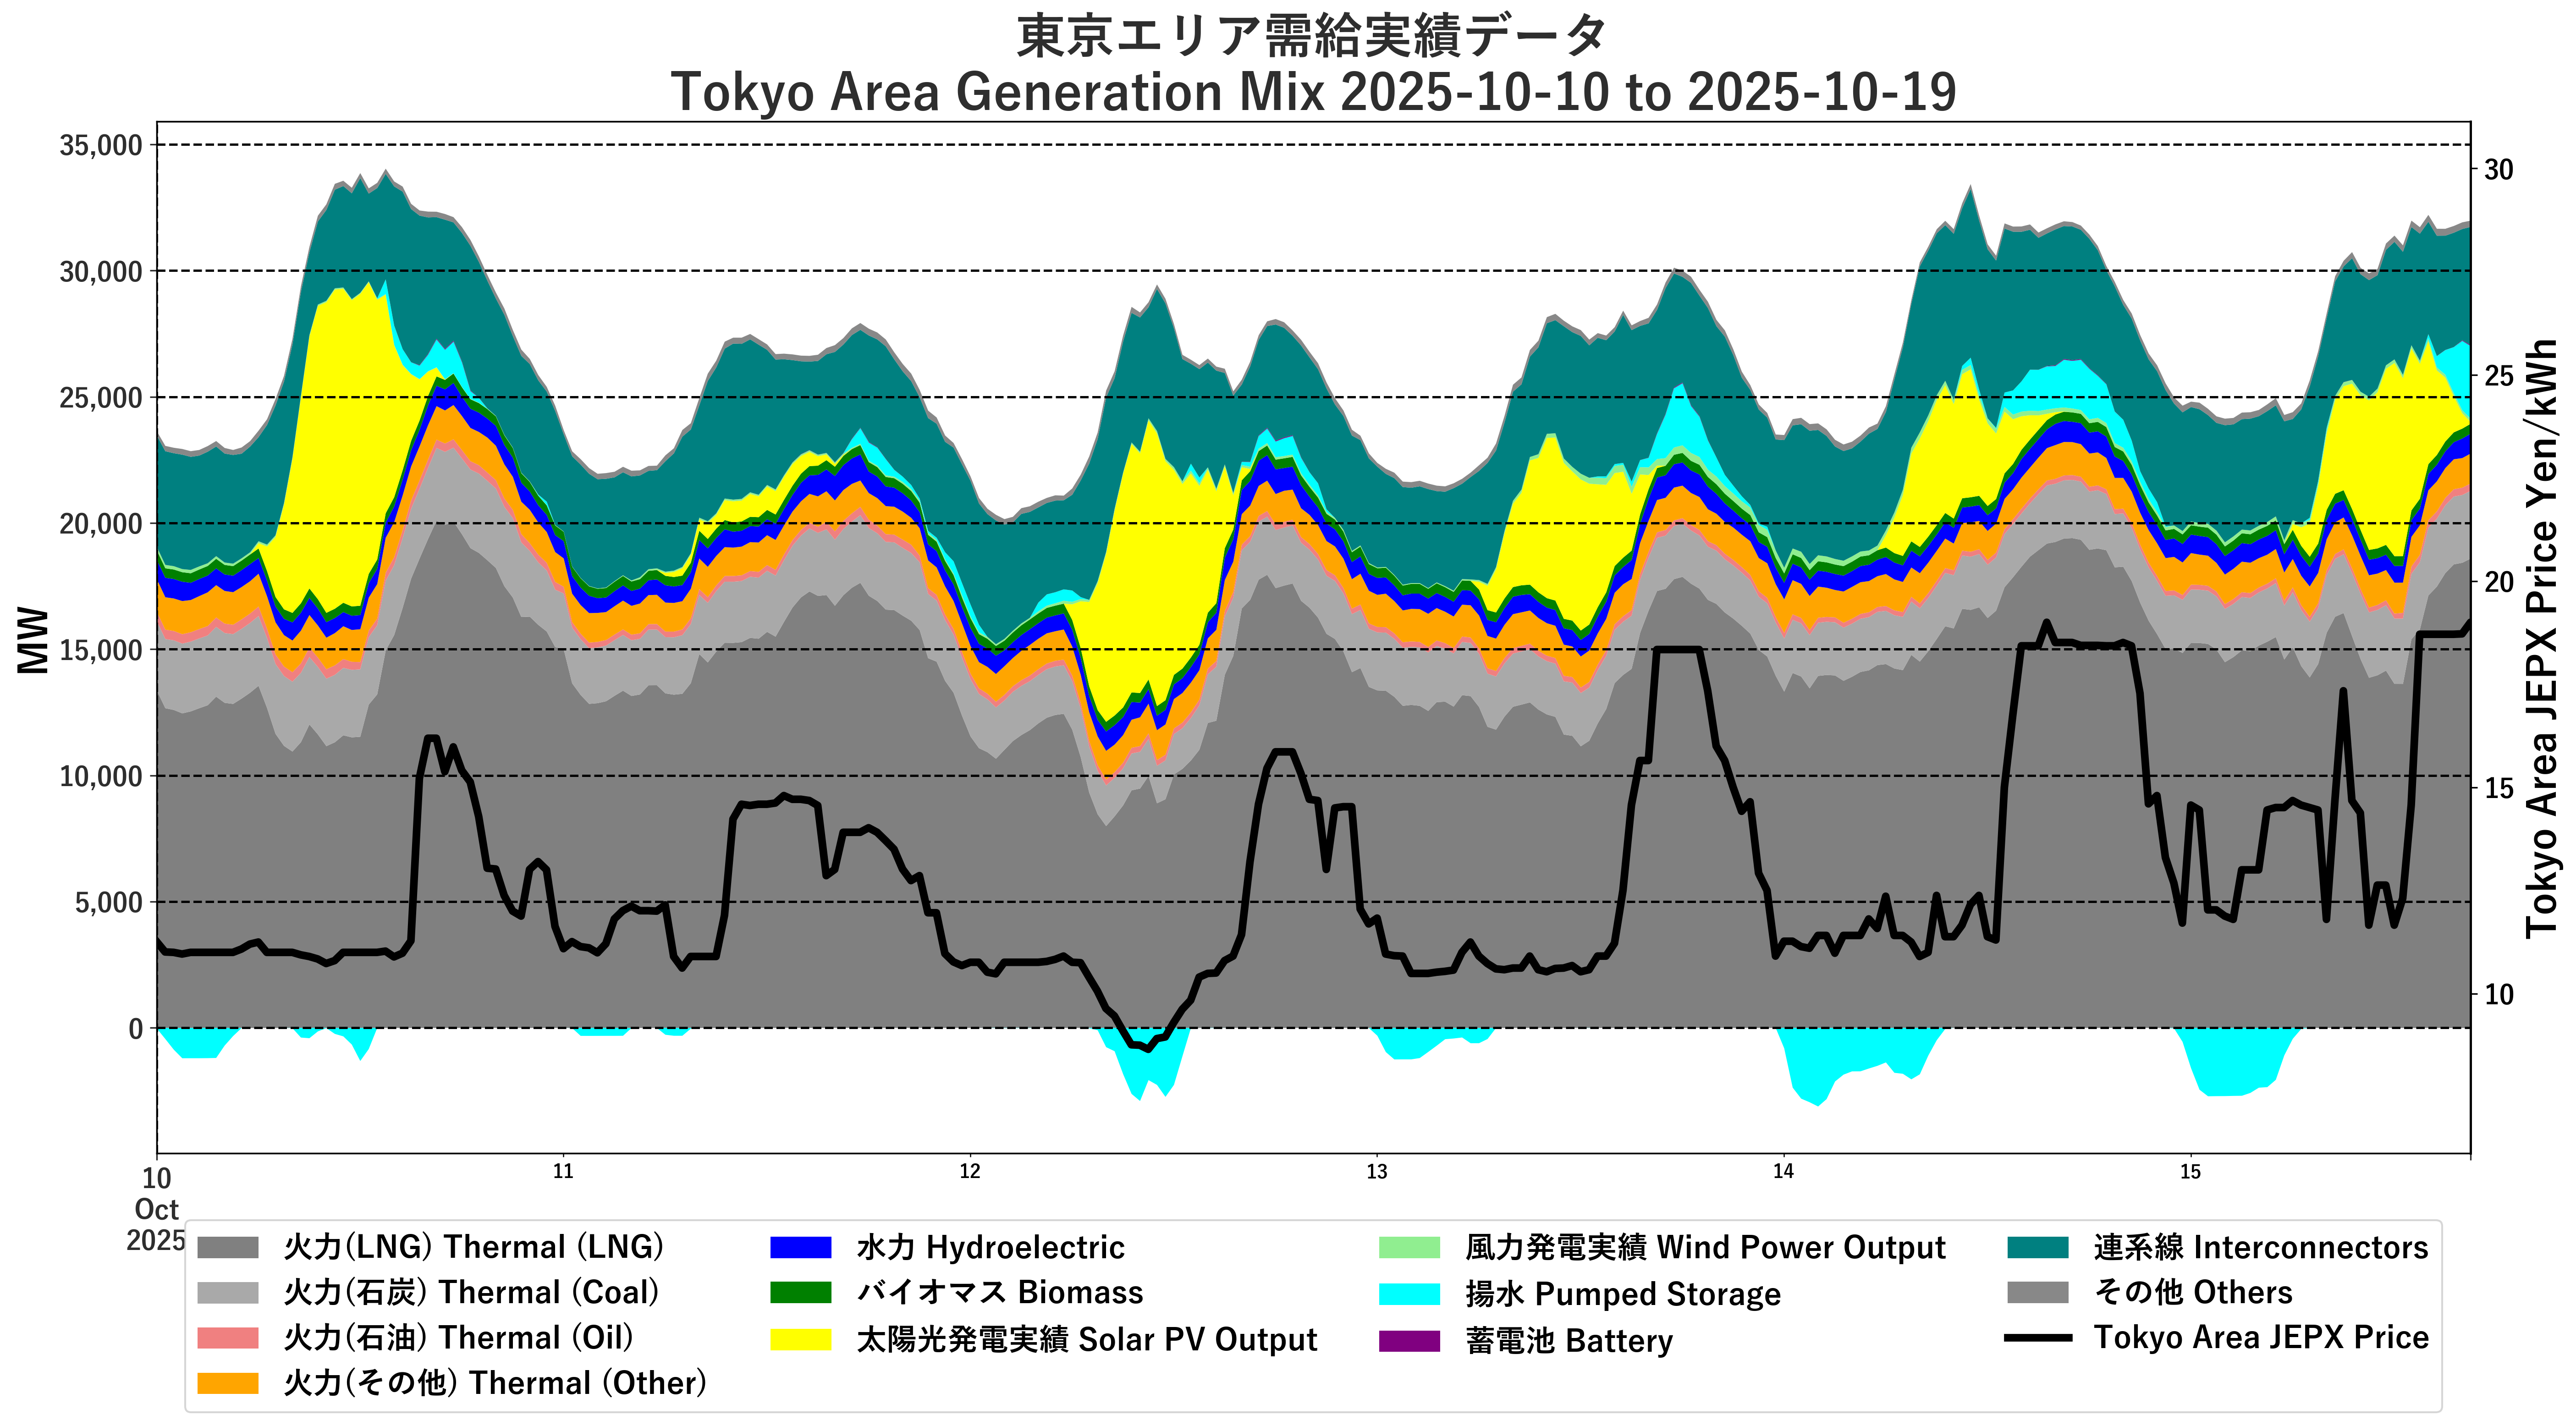 東京エリア需給実績データ
Tokyo Area Generation Mix 2025-10-10 to 2025-10-19
35,000
30,000
25,000
20,000
15,000
10,000
5,000
0
MW
30
25
20
15
10
Tokyo Area JEPX Price Yen/kWh
10
Oct
2025
11
12
13
14
15
火力(LNG) Thermal (LNG)
火力(石炭) Thermal (Coal)
火力(石油) Thermal (Oil)
火力(その他) Thermal (Other)
水力 Hydroelectric
バイオマス Biomass
太陽光発電実績 Solar PV Output
風力発電実績 Wind Power Output
揚水 Pumped Storage
蓄電池 Battery
連系線 Interconnectors
その他 Others
Tokyo Area JEPX Price